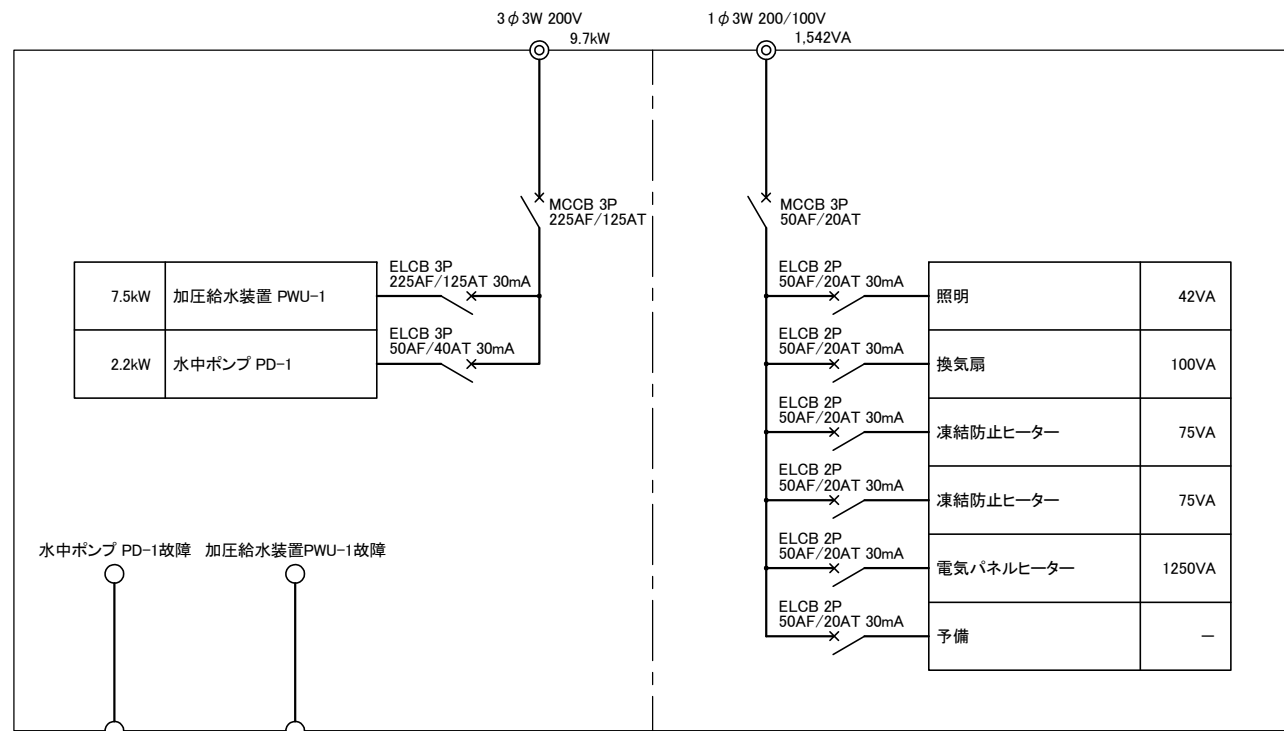 3φ3W 200V
9.7kW
1φ3W 200/100V
1,542VA
MCCB 3P
225AF/125AT
MCCB 3P
50AF/20AT
ELCB 3P
225AF/125AT 30mA
7.5kW 加圧給水装置 PWU-1
ELCB 3P
50AF/40AT 30mA
2.2kW 水中ポンプ PD-1
ELCB 2P
50AF/20AT 30mA
照明 42VA
ELCB 2P
50AF/20AT 30mA
換気扇 100VA
ELCB 2P
50AF/20AT 30mA
凍結防止ヒーター 75VA
ELCB 2P
50AF/20AT 30mA
凍結防止ヒーター 75VA
ELCB 2P
50AF/20AT 30mA
電気パネルヒーター 1250VA
ELCB 2P
50AF/20AT 30mA
予備 －
水中ポンプ PD-1故障 加圧給水装置PWU-1故障